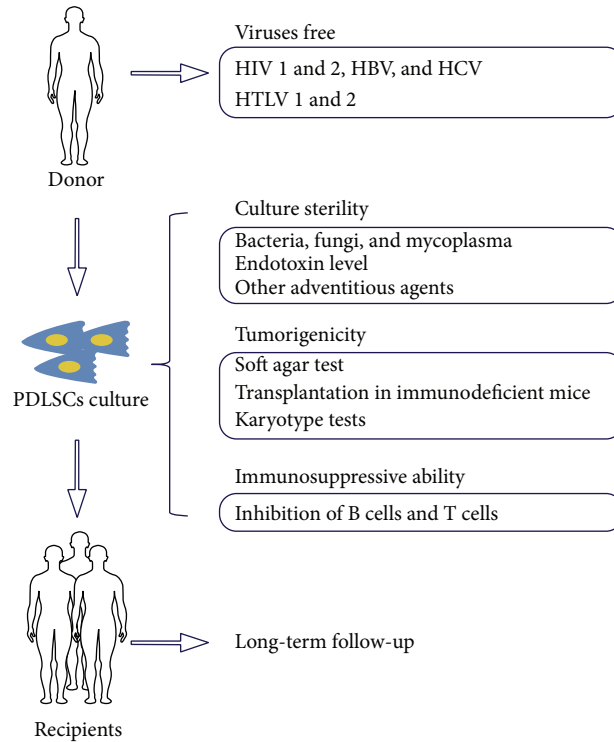 Viruses free
HIV 1 and 2, HBV, and HCV
HTLV 1 and 2
Donor
Culture sterility
Bacteria, fungi, and mycoplasma
Endotoxin level
Other adventitious agents
Tumorigenicity
Soft agar test
Transplantation in immunodeficient mice
Karyotype tests
PDLSCs culture
Immunosuppressive ability
Inhibition of B cells and T cells
Long-term follow-up
Recipients